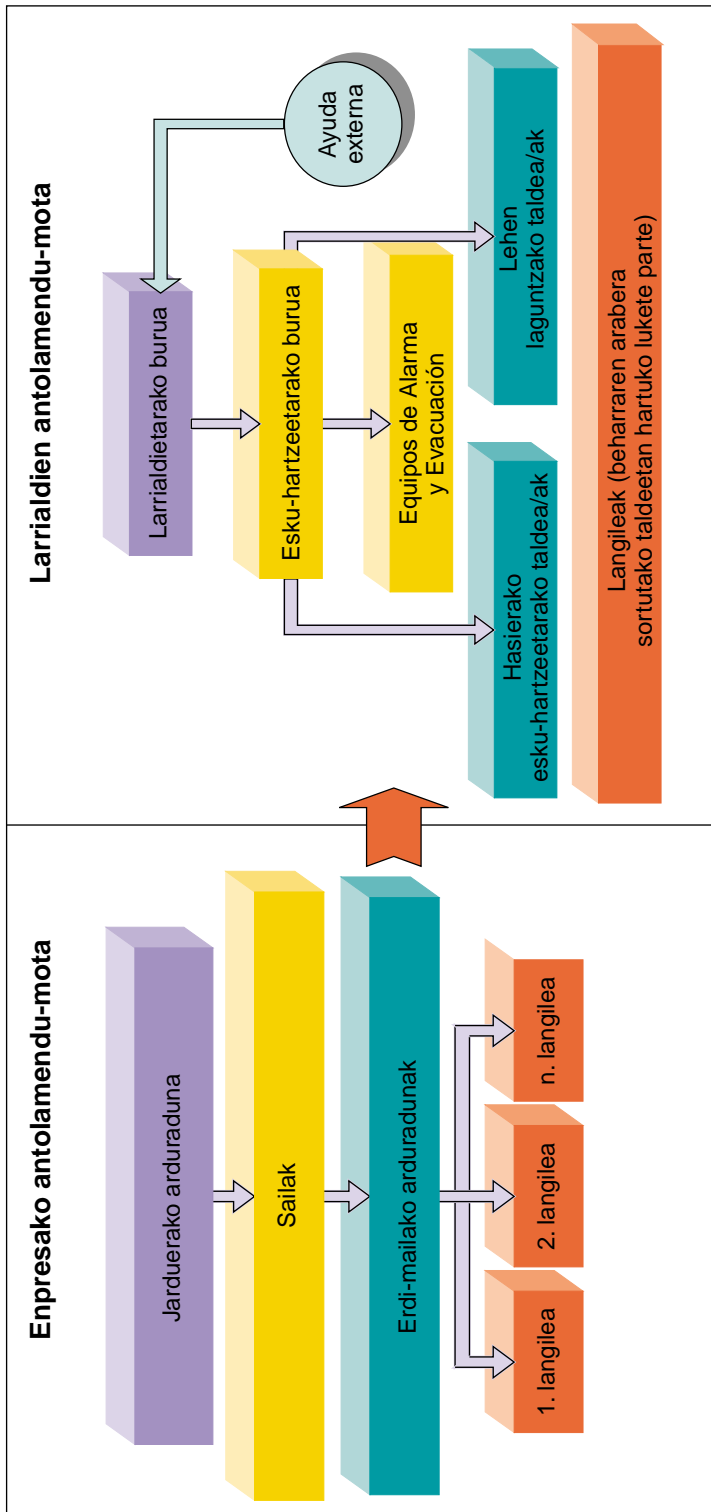 Enpresako antolamendu-mota
Jarduerako arduraduna
Sailak
Erdi-mailako arduradunak
1. langilea
2. langilea
n. langilea
Larrialdien antolamendu-mota
Larrialdietarako burua
Ayuda
externa
Esku-hartzeetarako burua
Equipos de Alarma
y Evacuación
Hasierako
esku-hartzeetarako taldea/ak
Lehen
laguntzako taldea/ak
Langileak (beharraren arabera
sortutako taldeetan hartuko lukete parte)